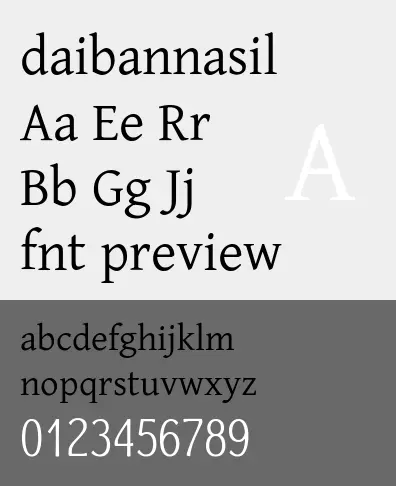 daibannasil
Aa Ee Rr
A
Bb Gg Jj
fnt preview
abcdefghijklm
nopqrstuvwxyz
0123456789